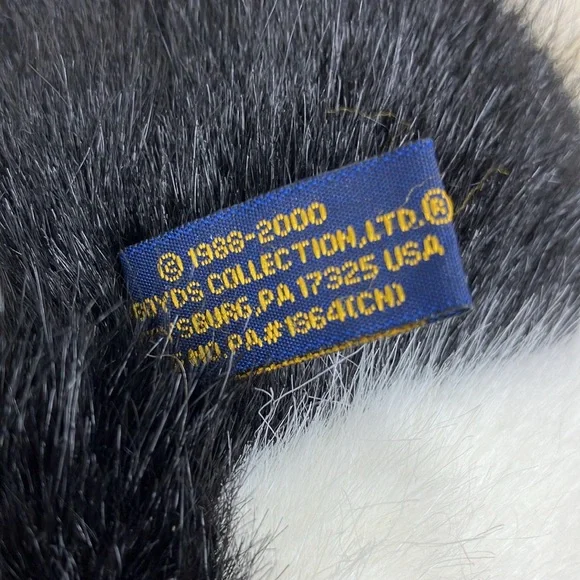 © 1988-2000
BOYDS COLLECTION,LTD.®
SBURG,PA 17325 USA
NO. PA#1864(CN)